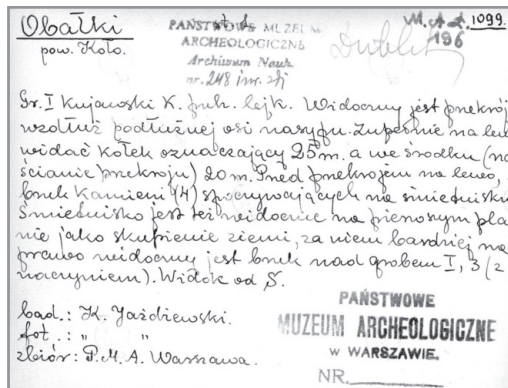 Obałki
pow. Koło.
PAŃSTWOWE MUZEUM
ARCHEOLOGICZNE
Archiwum Nauk
nr. 248 inw. zdj
M.A.Ł. 1099.
196
Dublet
Gr. I Kujawski K. puh. lejk. Widoczny jest przekrój
wzdłuż podłużnej osi nasypu. Zupełnie na lewo
widać kołek oznaczający 25 m. a we środku (na
ścianie przekroju) 20 m. Przed przekrojem na lewo,
bruk kamieni (4) spoczywających na śmietnisku
Śmietnisko jest też widoczne na pierwszym pla
nie jako skupienie ziemi, za niem bardziej na
prawo widoczny jest bruk nad grobem I, 3 (z
naczyniem). Widok od S.
bad.: K. Jażdżewski.
fot.: " "
zbiór: P.M.A. Warszawa.
PAŃSTWOWE
MUZEUM ARCHEOLOGICZNE
W WARSZAWIE.
NR.